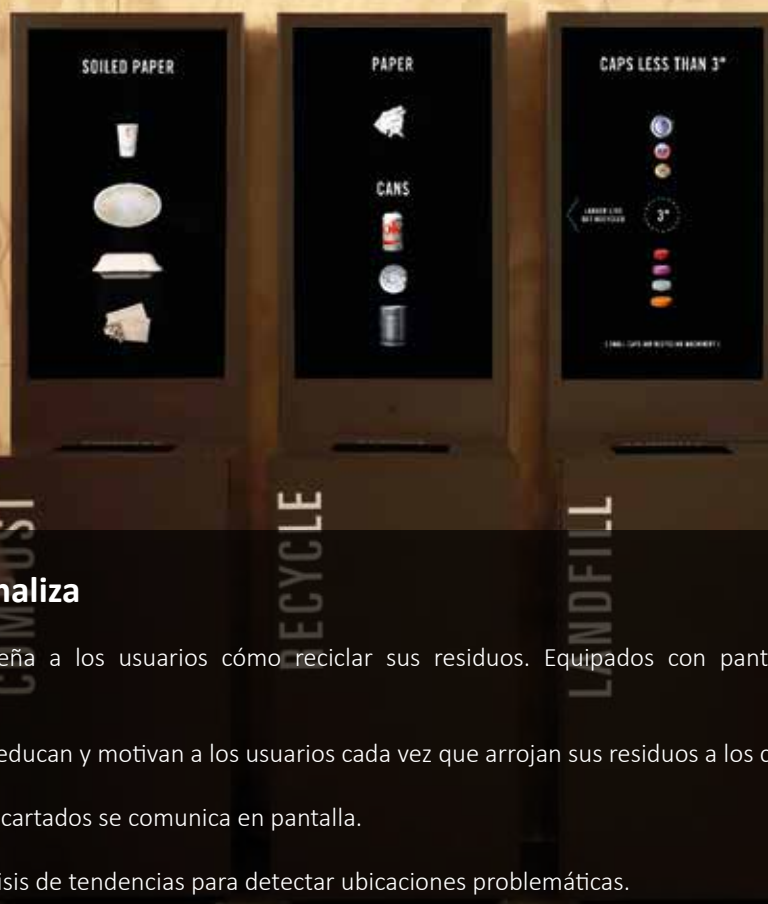 SOILED PAPER
PAPER
CANS
CAPS LESS THAN 3"
3"
COMPOST
RECYCLE
LANDFILL
naliza
eña a los usuarios cómo reciclar sus residuos. Equipados con pant
educan y motivan a los usuarios cada vez que arrojan sus residuos a los c
cartados se comunica en pantalla.
isis de tendencias para detectar ubicaciones problemáticas.